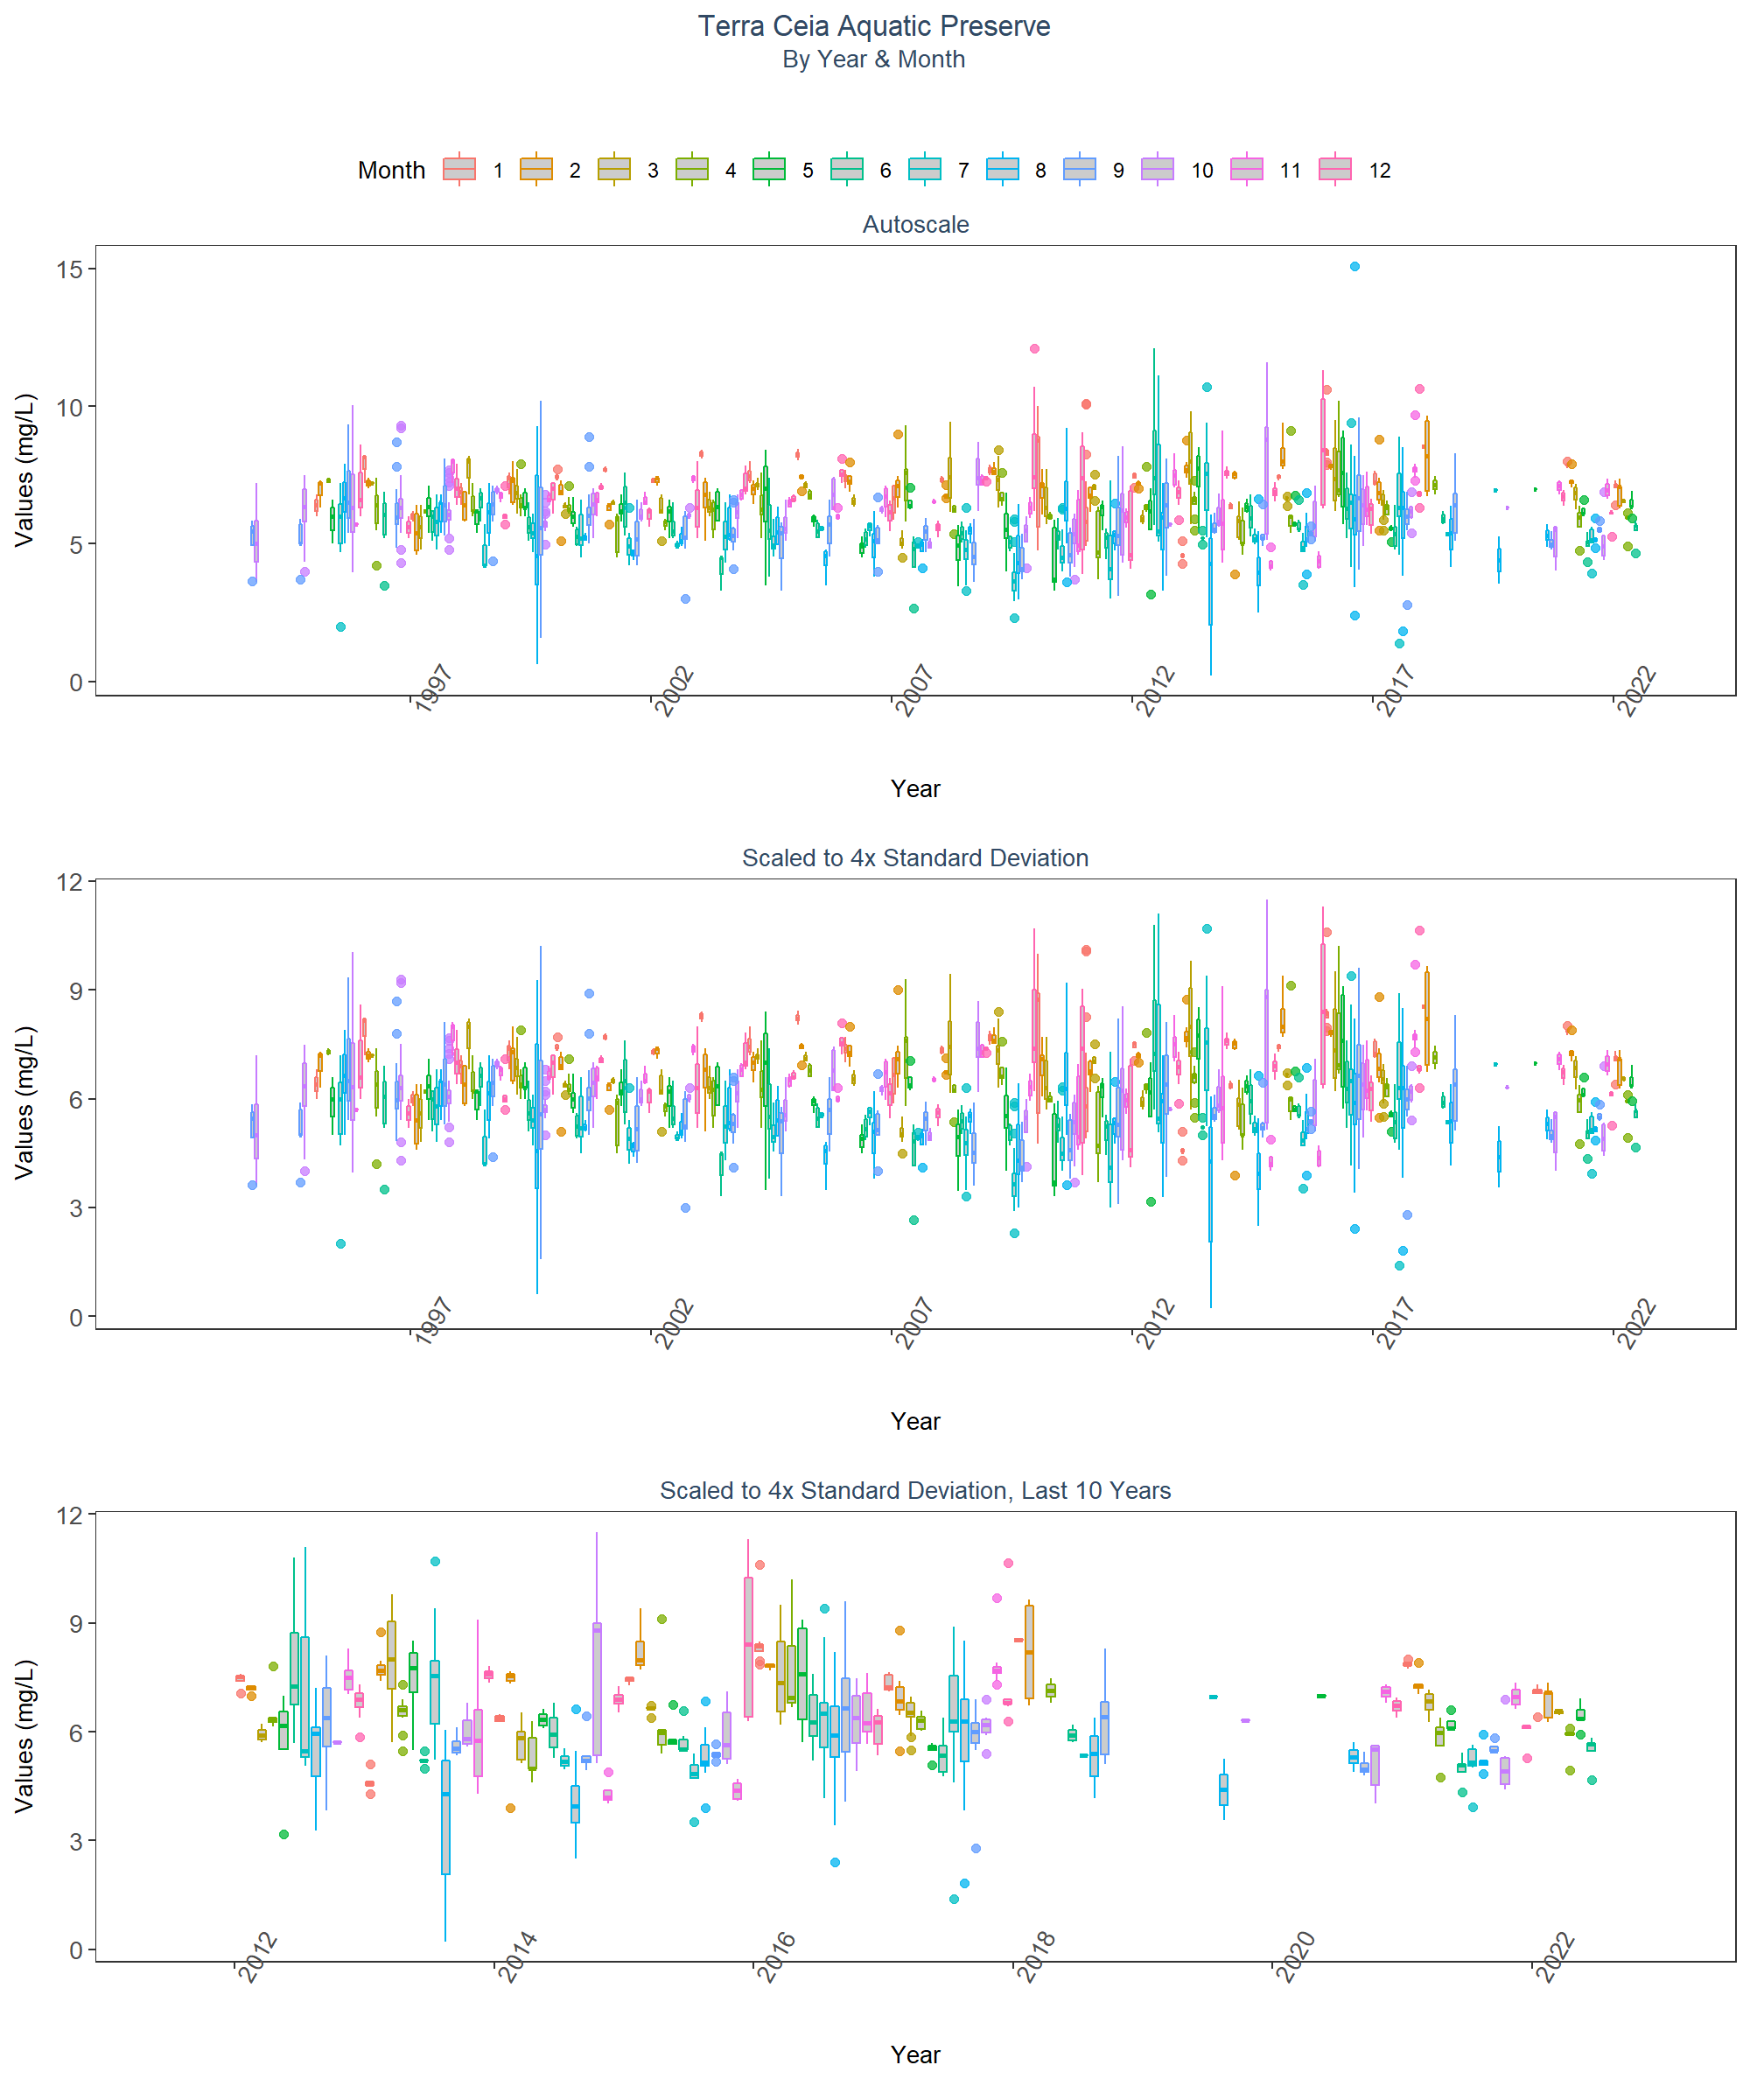 Terra Ceia Aquatic Preserve
By Year & Month
Month 1 2 3 4 5 6 7 8 9 10 11 12
Autoscale
Values (mg/L)
15
10
5
0
1997 2002 2007 2012 2017 2022
Year
Scaled to 4x Standard Deviation
Values (mg/L)
12
9
6
3
0
1997 2002 2007 2012 2017 2022
Year
Scaled to 4x Standard Deviation, Last 10 Years
Values (mg/L)
12
9
6
3
0
2012 2014 2016 2018 2020 2022
Year